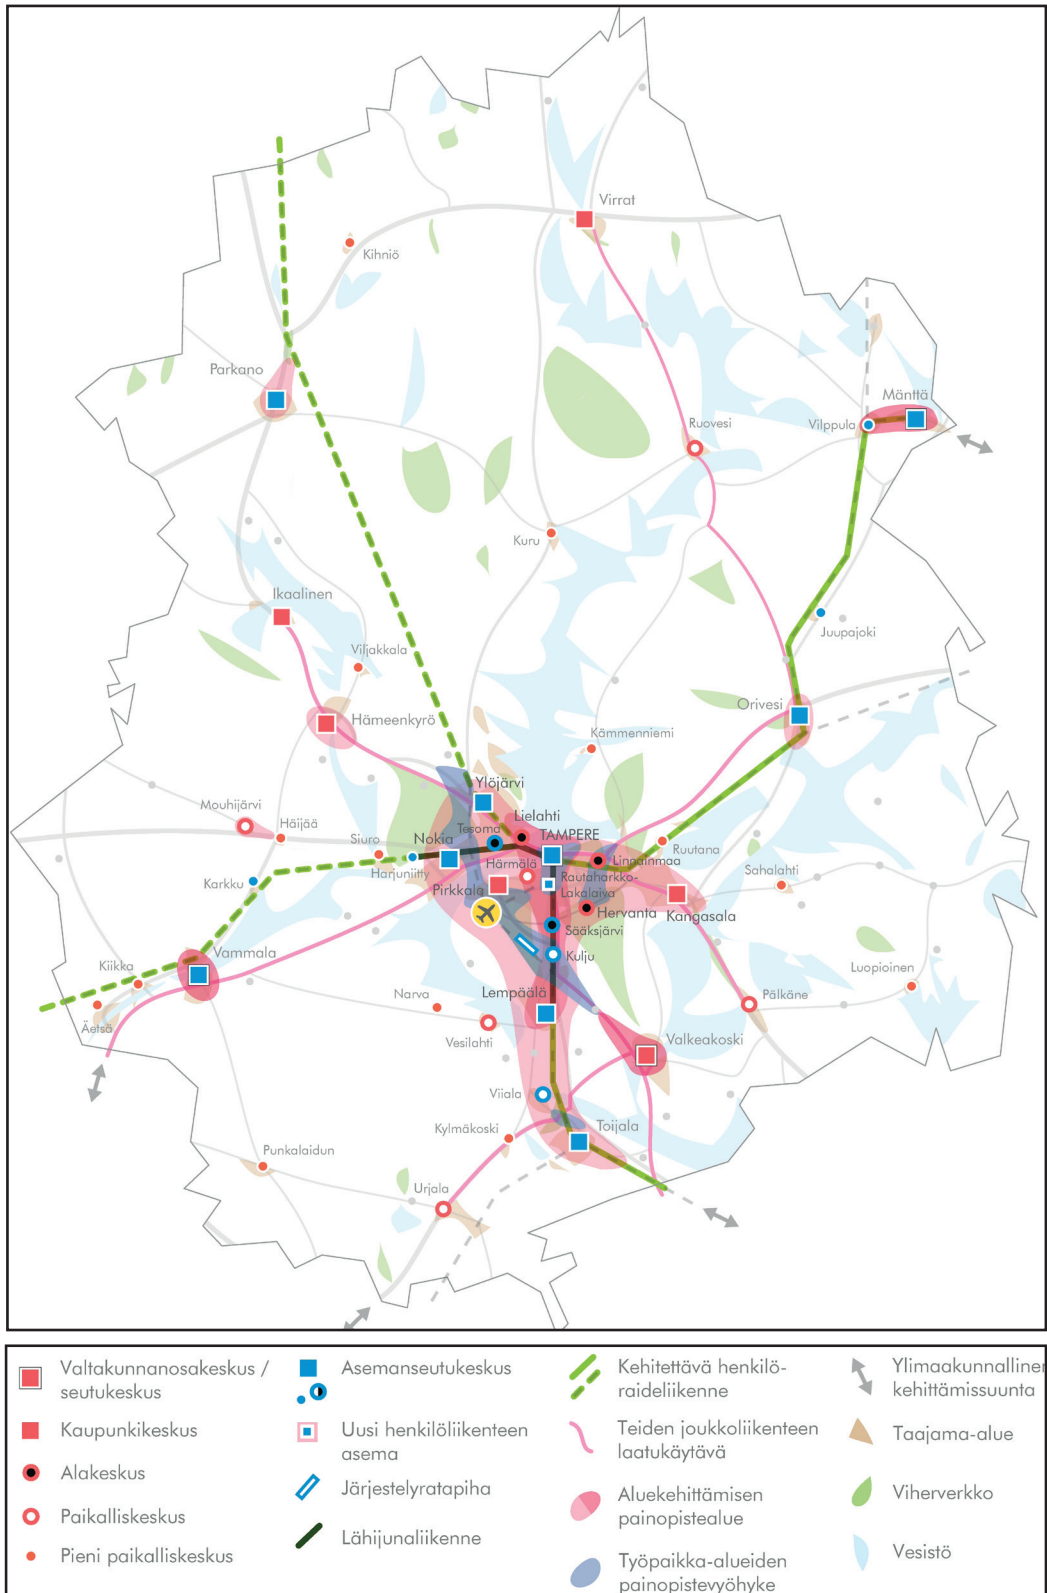 Virrat
Kihniö
Parkano
Mänttä
Vilppula
Ruovesi
Kuru
Ikaalinen
Juupajoki
Viljakkala
Orivesi
Hämeenkyrö
Kämmenniemi
Ylöjärvi
Mouhijärvi
Lielahti
Häijää
Siuro
Nokia
Tesoma
TAMPERE
Ruutana
Harjuniitty
Härmälä
Linnainmaa
Sahalahti
Karkku
Pirkkala
Rautaharkko-
Lakalaiva
Hervanta
Kangasala
Sääksjärvi
Vammala
Kulju
Kiikka
Luopioinen
Narva
Lempäälä
Pälkäne
Äetsä
Vesilahti
Valkeakoski
Viiala
Kylmäkoski
Toijala
Punkalaidun
Urjala
Valtakunnanosakeskus /
seutukeskus
Kaupunkikeskus
Alakeskus
Paikalliskeskus
Pieni paikalliskeskus
Asemanseutukeskus
Uusi henkilöliikenteen
asema
Järjestelyratapiha
Lähijunaliikenne
Kehitettävä henkilö-
raideliikenne
Teiden joukkoliikenteen
laatukäytävä
Aluekehittämisen
painopistealue
Työpaikka-alueiden
painopistevyöhyke
Ylimaakunnallinen
kehittämissuunta
Taajama-alue
Viherverkko
Vesistö